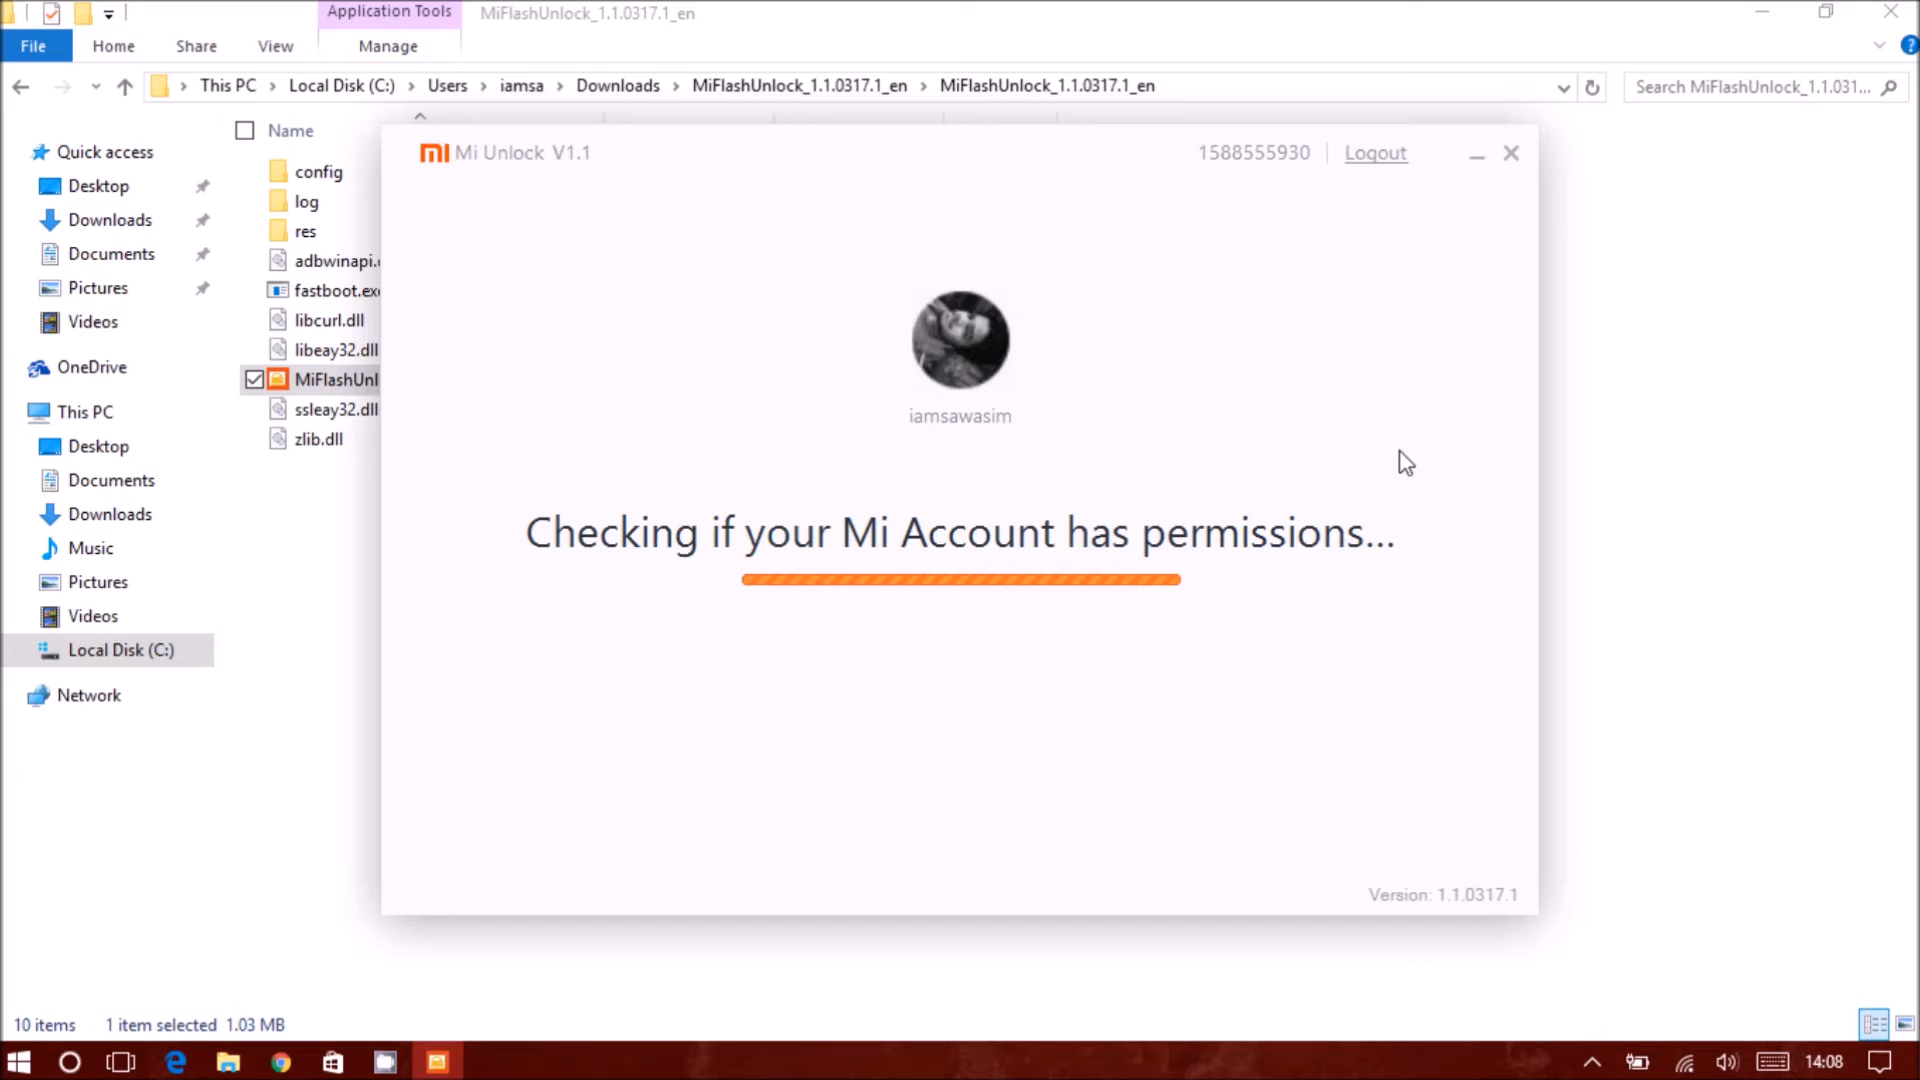 Application Tools
MiFlashUnlock_1.1.0317.1_en
File
Home
Share
View
Manage
This PC
Local Disk (C:)
Users
iamsa
Downloads
MiFlashUnlock_1.1.0317.1_en
MiFlashUnlock_1.1.0317.1_en
Search MiFlashUnlock_1.1.031...
Quick access
Desktop
Downloads
Documents
Pictures
Videos
OneDrive
This PC
Desktop
Documents
Downloads
Music
Pictures
Videos
Local Disk (C:)
Network
Name
config
log
res
adbwinapi.
fastboot.exe
libcurl.dll
libeay32.dll
MiFlashUnl
ssleay32.dll
zlib.dll
Mi Unlock V1.1
1588555930
Logout
iamsawasim
Checking if your Mi Account has permissions...
Version: 1.1.0317.1
10 items
1 item selected 1.03 MB
14:08